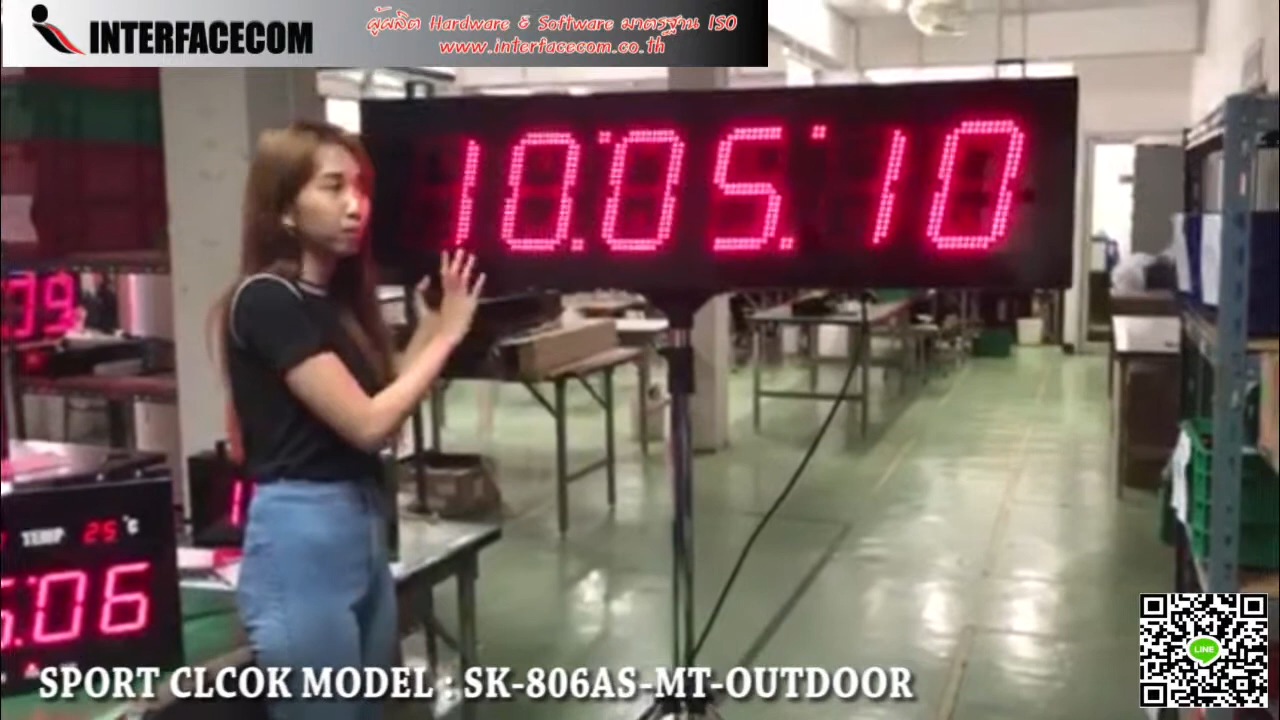 INTERFACECOM
ผู้ผลิต Hardware & Software มาตรฐาน ISO
www.interfacecom.co.th
10:05:10
09
TEMP 25 °C
5:06
LINE
SPORT CLCOK MODEL : SK-806AS-MT-OUTDOOR